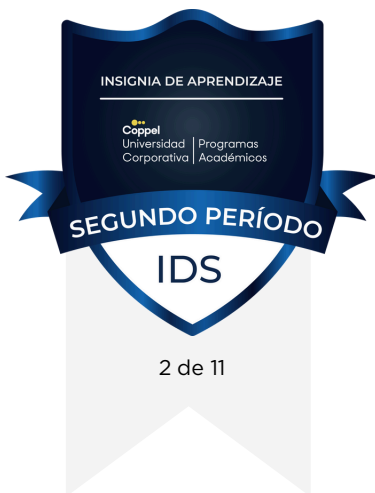 INSIGNIA DE APRENDIZAJE
Coppel
Universidad | Programas
Corporativa | Académicos
SEGUNDO PERÍODO
IDS
2 de 11